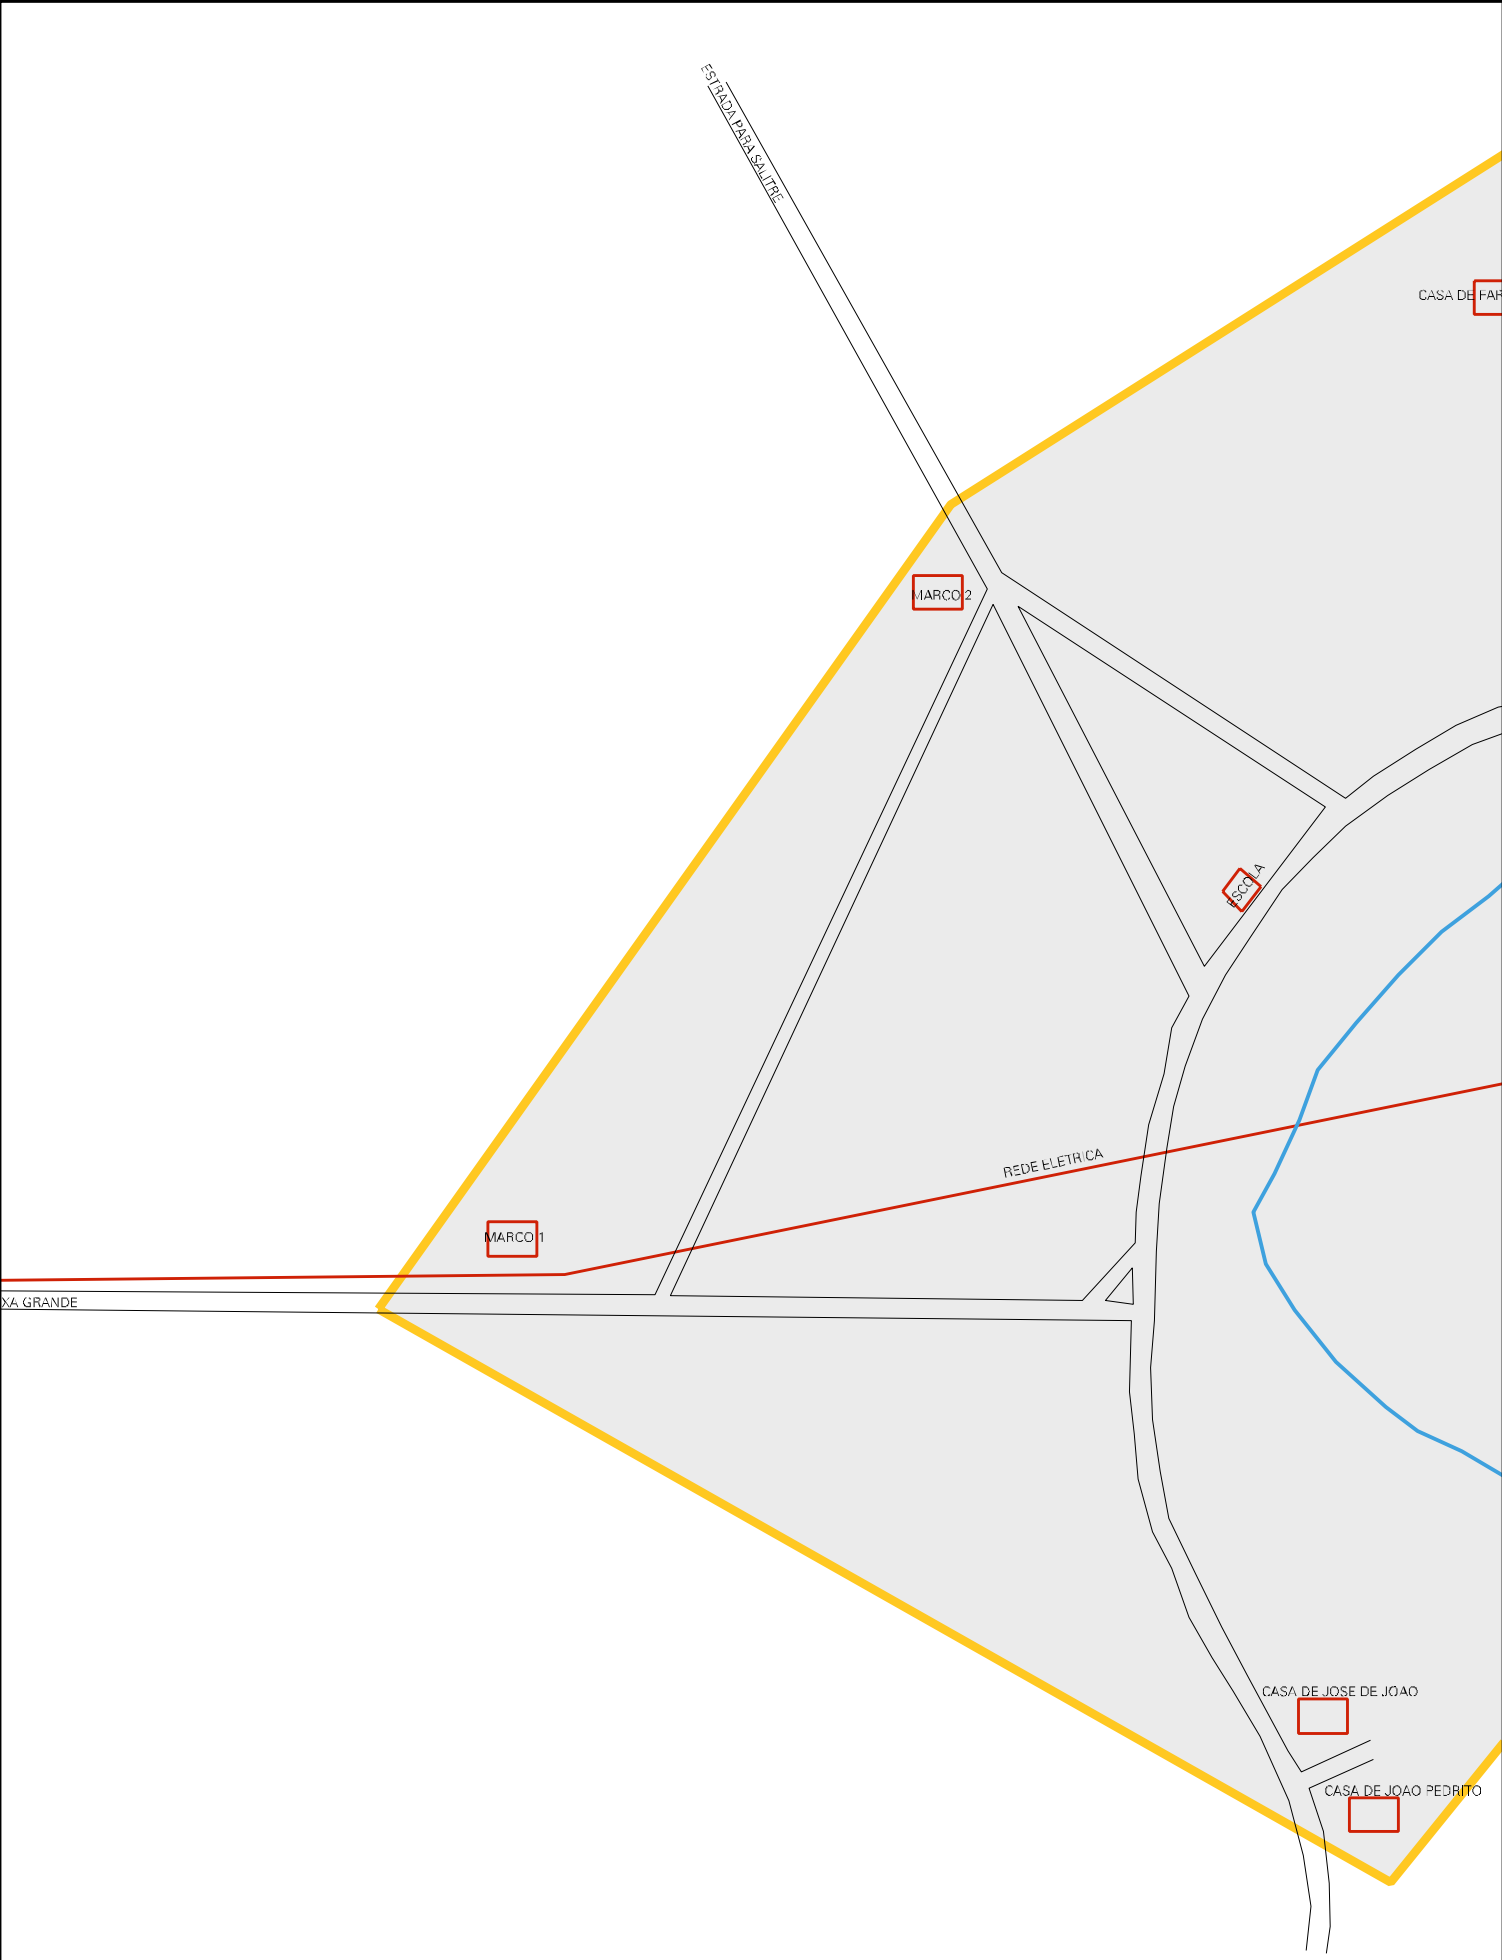 ESTRADA PARA SALITRE
CASA DE FAR
MARCO 2
ESCOLA
REDE ELETRICA
MARCO 1
XA GRANDE
CASA DE JOSE DE JOAO
CASA DE JOAO PEDRITO